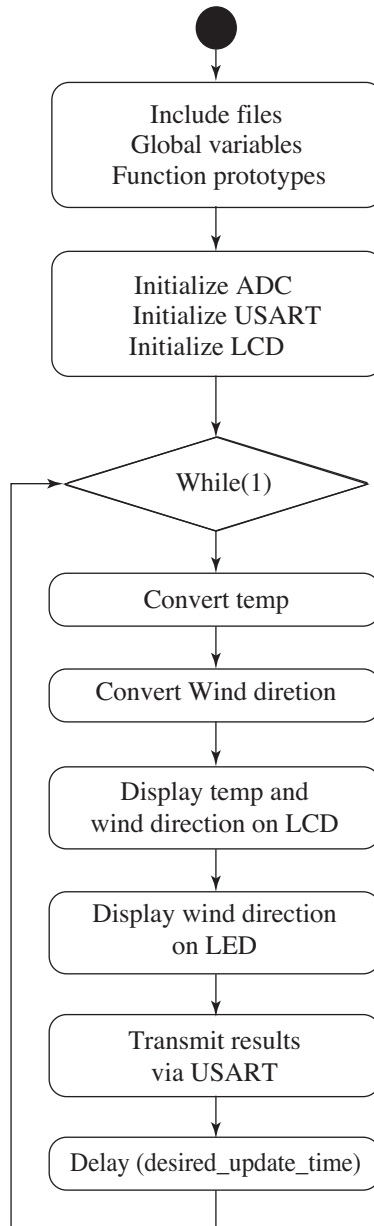 Include files
Global variables
Function prototypes
Initialize ADC
Initialize USART
Initialize LCD
While(1)
Convert temp
Convert Wind diretion
Display temp and
wind direction on LCD
Display wind direction
on LED
Transmit results
via USART
Delay (desired_update_time)